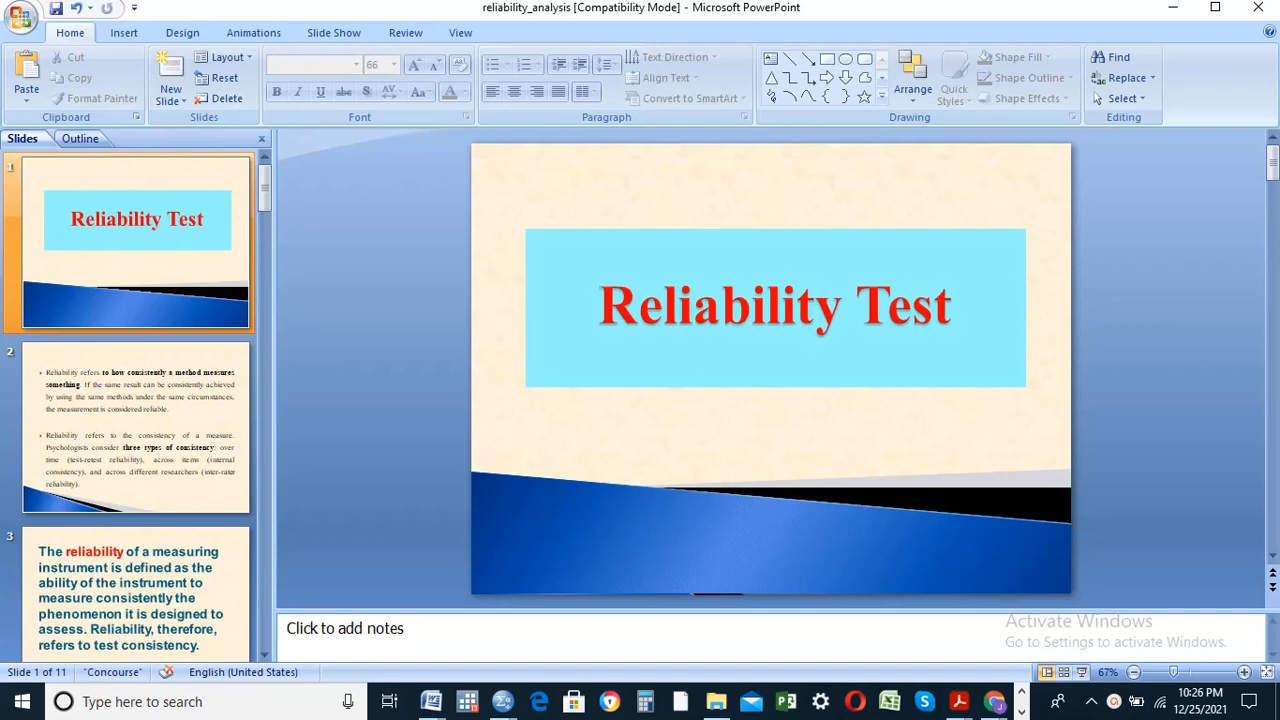 reliability_analysis [Compatibility Mode] - Microsoft PowerPoint
Home Insert Design Animations Slide Show Review View
Paste
Cut
Copy
Format Painter
Clipboard
New Slide
Layout
Reset
Delete
Slides
66
B I U abc S AV Aa A
Font
Text Direction
Align Text
Convert to SmartArt
Paragraph
Arrange
Quick Styles
Shape Fill
Shape Outline
Shape Effects
Drawing
Find
Replace
Select
Editing
Slides Outline
1
Reliability Test
2
Reliability refers to how consistently a method measures
something. If the same result can be consistently achieved
by using the same methods under the same circumstances,
the measurement is considered reliable.
Reliability refers to the consistency of a measure.
Psychologists consider three types of consistency: over
time (test-retest reliability), across items (internal
consistency), and across different researchers (inter-rater
reliability).
3
The reliability of a measuring
instrument is defined as the
ability of the instrument to
measure consistently the
phenomenon it is designed to
assess. Reliability, therefore,
refers to test consistency.
Reliability Test
Click to add notes
Activate Windows
Go to Settings to activate Windows.
Slide 1 of 11 "Concourse" English (United States) 67%
Type here to search
10:26 PM
12/25/2021